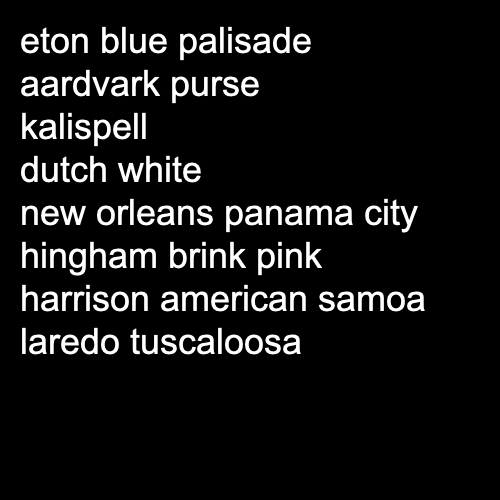 eton blue palisade
aardvark purse
kalispell
dutch white
new orleans panama city
hingham brink pink
harrison american samoa
laredo tuscaloosa